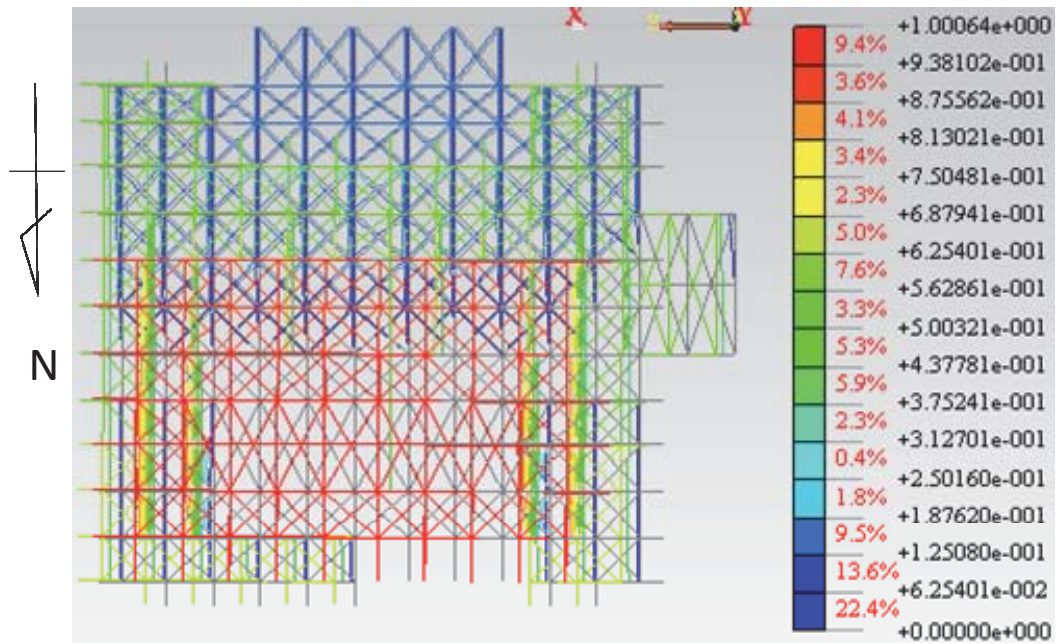 X
Y
+1.00064e+000
9.4%
+9.38102e-001
3.6%
+8.75562e-001
4.1%
+8.13021e-001
3.4%
+7.50481e-001
2.3%
+6.87941e-001
5.0%
+6.25401e-001
7.6%
+5.62861e-001
3.3%
+5.00321e-001
5.3%
+4.37781e-001
5.9%
+3.75241e-001
2.3%
+3.12701e-001
0.4%
+2.50160e-001
1.8%
+1.87620e-001
9.5%
+1.25080e-001
13.6%
+6.25401e-002
22.4%
+0.00000e+000
N